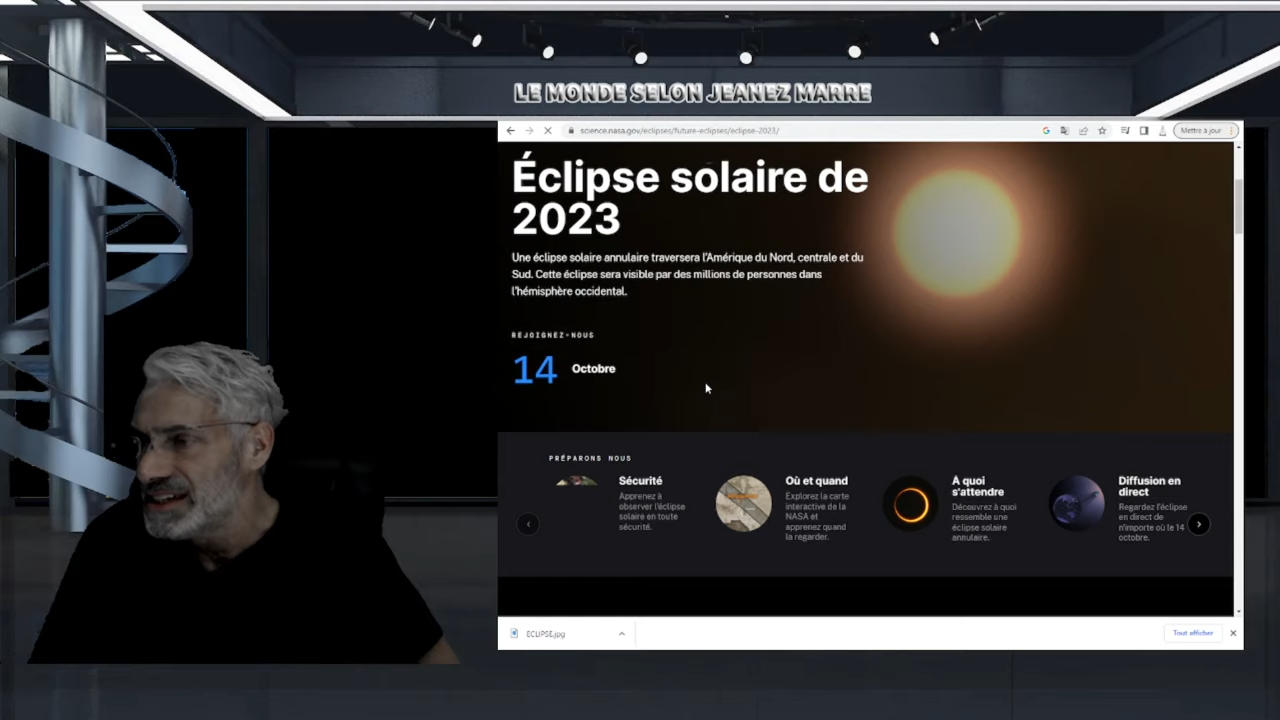 LE MONDE SELON JEANEZ MARRE
science.nasa.gov/eclipses/future-eclipses/eclipse-2023/
Mettre à jour
Éclipse solaire de
2023
Une éclipse solaire annulaire traversera l'Amérique du Nord, centrale et du
Sud. Cette éclipse sera visible par des millions de personnes dans
l'hémisphère occidental.
REJOIGNEZ-NOUS
14 Octobre
PRÉPARONS NOUS
Sécurité
Apprenez à
observer l'éclipse
solaire en toute
sécurité.
Où et quand
Explorez la carte
interactive de la
NASA et
apprenez quand
la regarder.
À quoi
s'attendre
Découvrez à quoi
ressemble une
éclipse solaire
annulaire.
Diffusion en
direct
Regardez l'éclipse
en direct de
n'importe où le 14
octobre.
ECLIPSE.jpg
Tout afficher